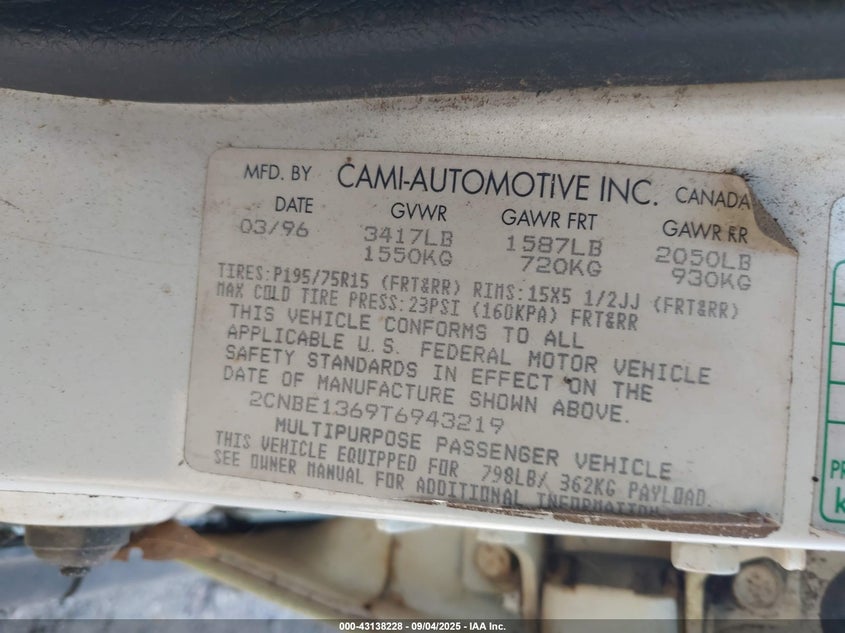 MFD. BY CAMI-AUTOMOTIVE INC. CANADA
DATE GVWR GAWR FRT GAWR RR
03/96 3417LB 1587LB 2050LB
1550KG 720KG 930KG
TIRES:P195/75R15 (FRT&RR) RIMS:15X5 1/2JJ (FRT&RR)
MAX COLD TIRE PRESS:23PSI (160KPA) FRT&RR
THIS VEHICLE CONFORMS TO ALL
APPLICABLE U.S. FEDERAL MOTOR VEHICLE
SAFETY STANDARDS IN EFFECT ON THE
DATE OF MANUFACTURE SHOWN ABOVE.
2CNBE1369T6943219
MULTIPURPOSE PASSENGER VEHICLE
THIS VEHICLE EQUIPPED FOR 798LB/ 362KG PAYLOAD.
SEE OWNER MANUAL FOR ADDITIONAL INFORMATION
PR
k
000-43138228 - 09/04/2025 - IAA Inc.